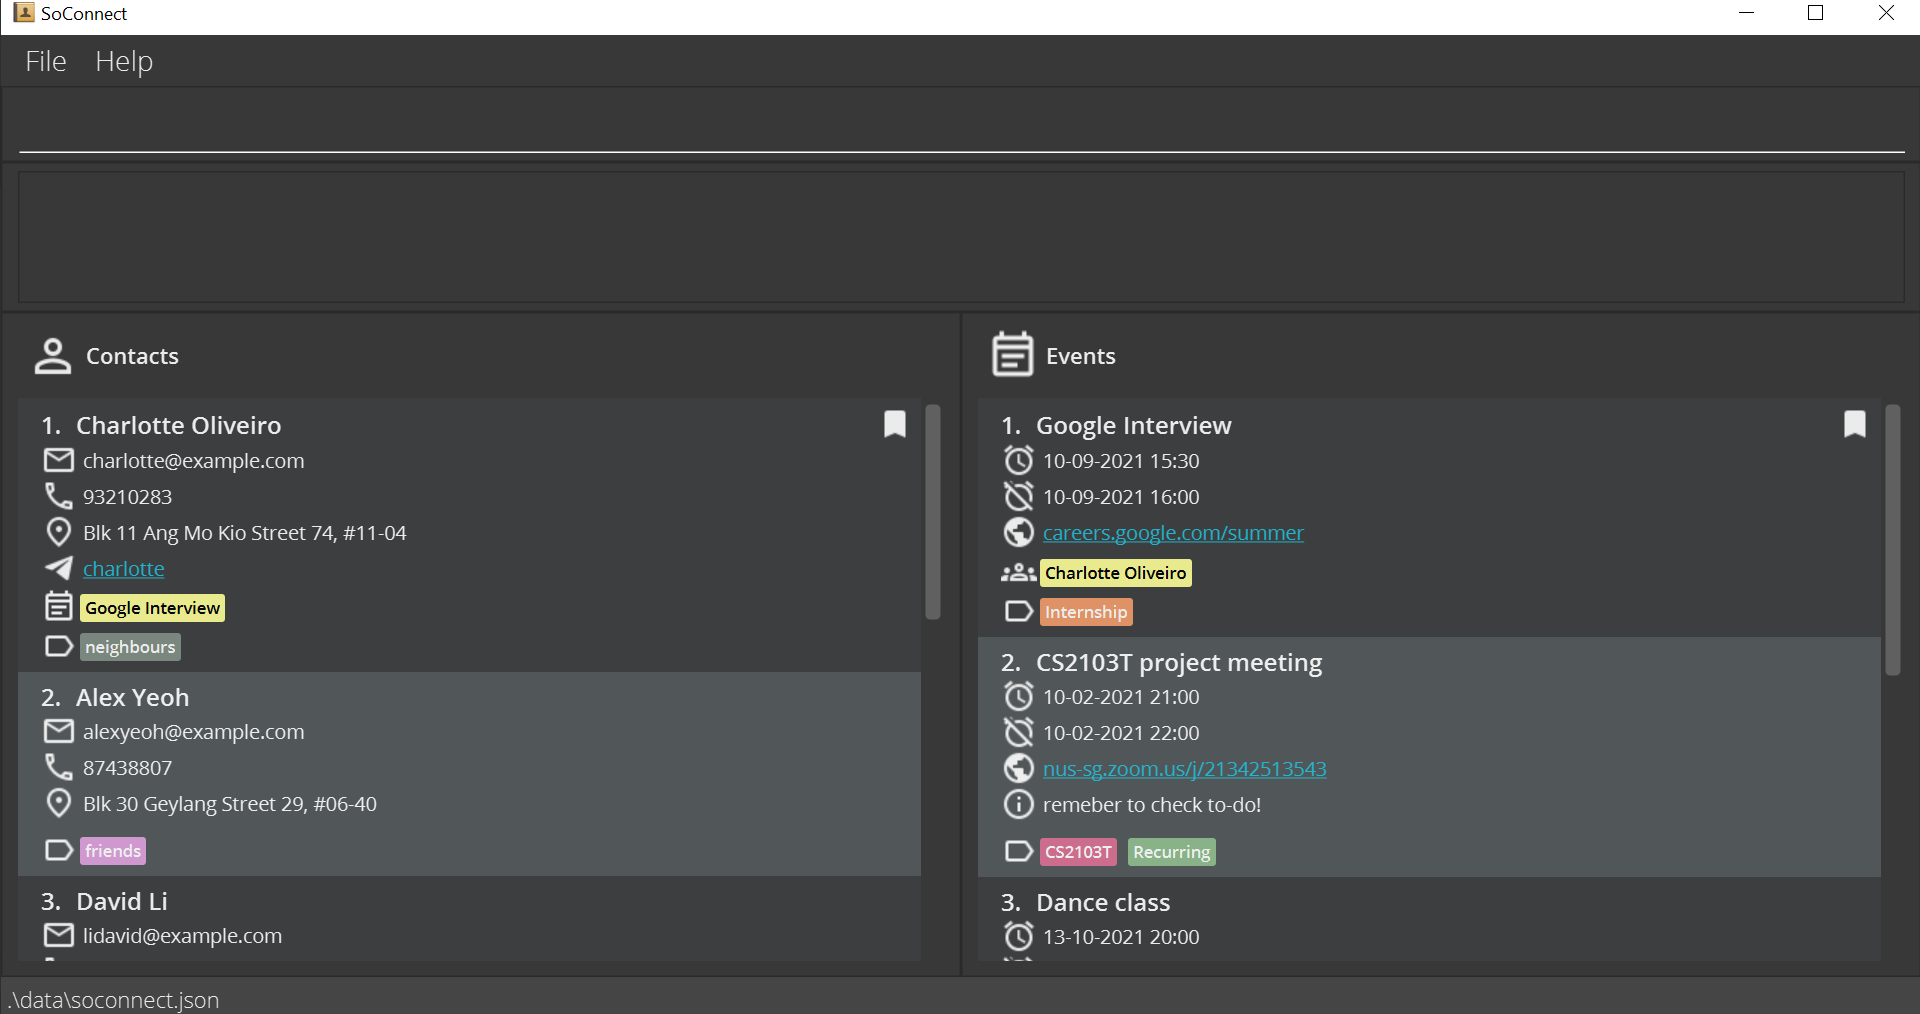 SoConnect
File Help
Contacts
1. Charlotte Oliveiro
charlotte@example.com
93210283
Blk 11 Ang Mo Kio Street 74, #11-04
charlotte
Google Interview
neighbours
2. Alex Yeoh
alexyeoh@example.com
87438807
Blk 30 Geylang Street 29, #06-40
friends
3. David Li
lidavid@example.com
Events
1. Google Interview
10-09-2021 15:30
10-09-2021 16:00
careers.google.com/summer
Charlotte Oliveiro
Internship
2. CS2103T project meeting
10-02-2021 21:00
10-02-2021 22:00
nus-sg.zoom.us/j/21342513543
remeber to check to-do!
CS2103T Recurring
3. Dance class
13-10-2021 20:00
.\data\soconnect.json